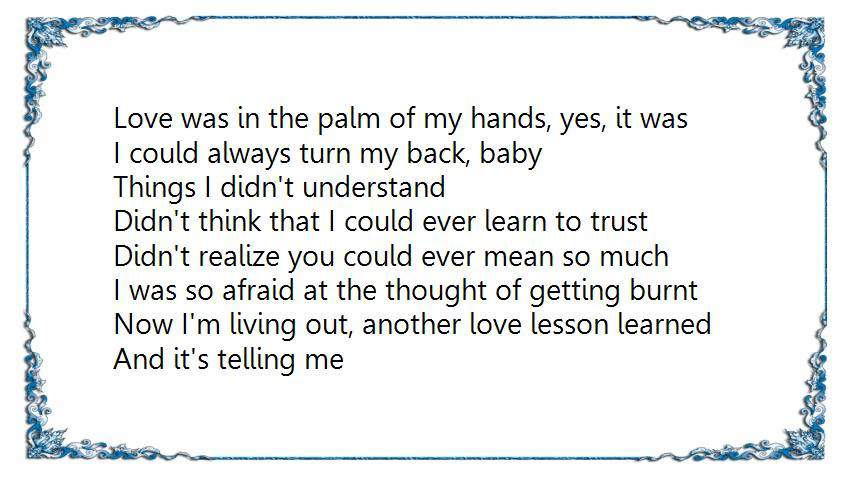 Love was in the palm of my hands, yes, it was
I could always turn my back, baby
Things I didn't understand
Didn't think that I could ever learn to trust
Didn't realize you could ever mean so much
I was so afraid at the thought of getting burnt
Now I'm living out, another love lesson learned
And it's telling me